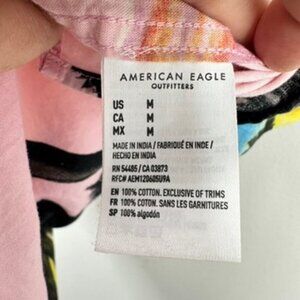 AMERICAN EAGLE
OUTFITTERS
US M
CA M
MX M
MADE IN INDIA / FABRIQUÉ EN INDE /
HECHO EN INDIA
RN 54485 / CA 03873
RFC# AEM120605U9A
EN 100% COTTON. EXCLUSIVE OF TRIMS
FR 100% COTON. SANS LES GARNITURES
SP 100% algodón